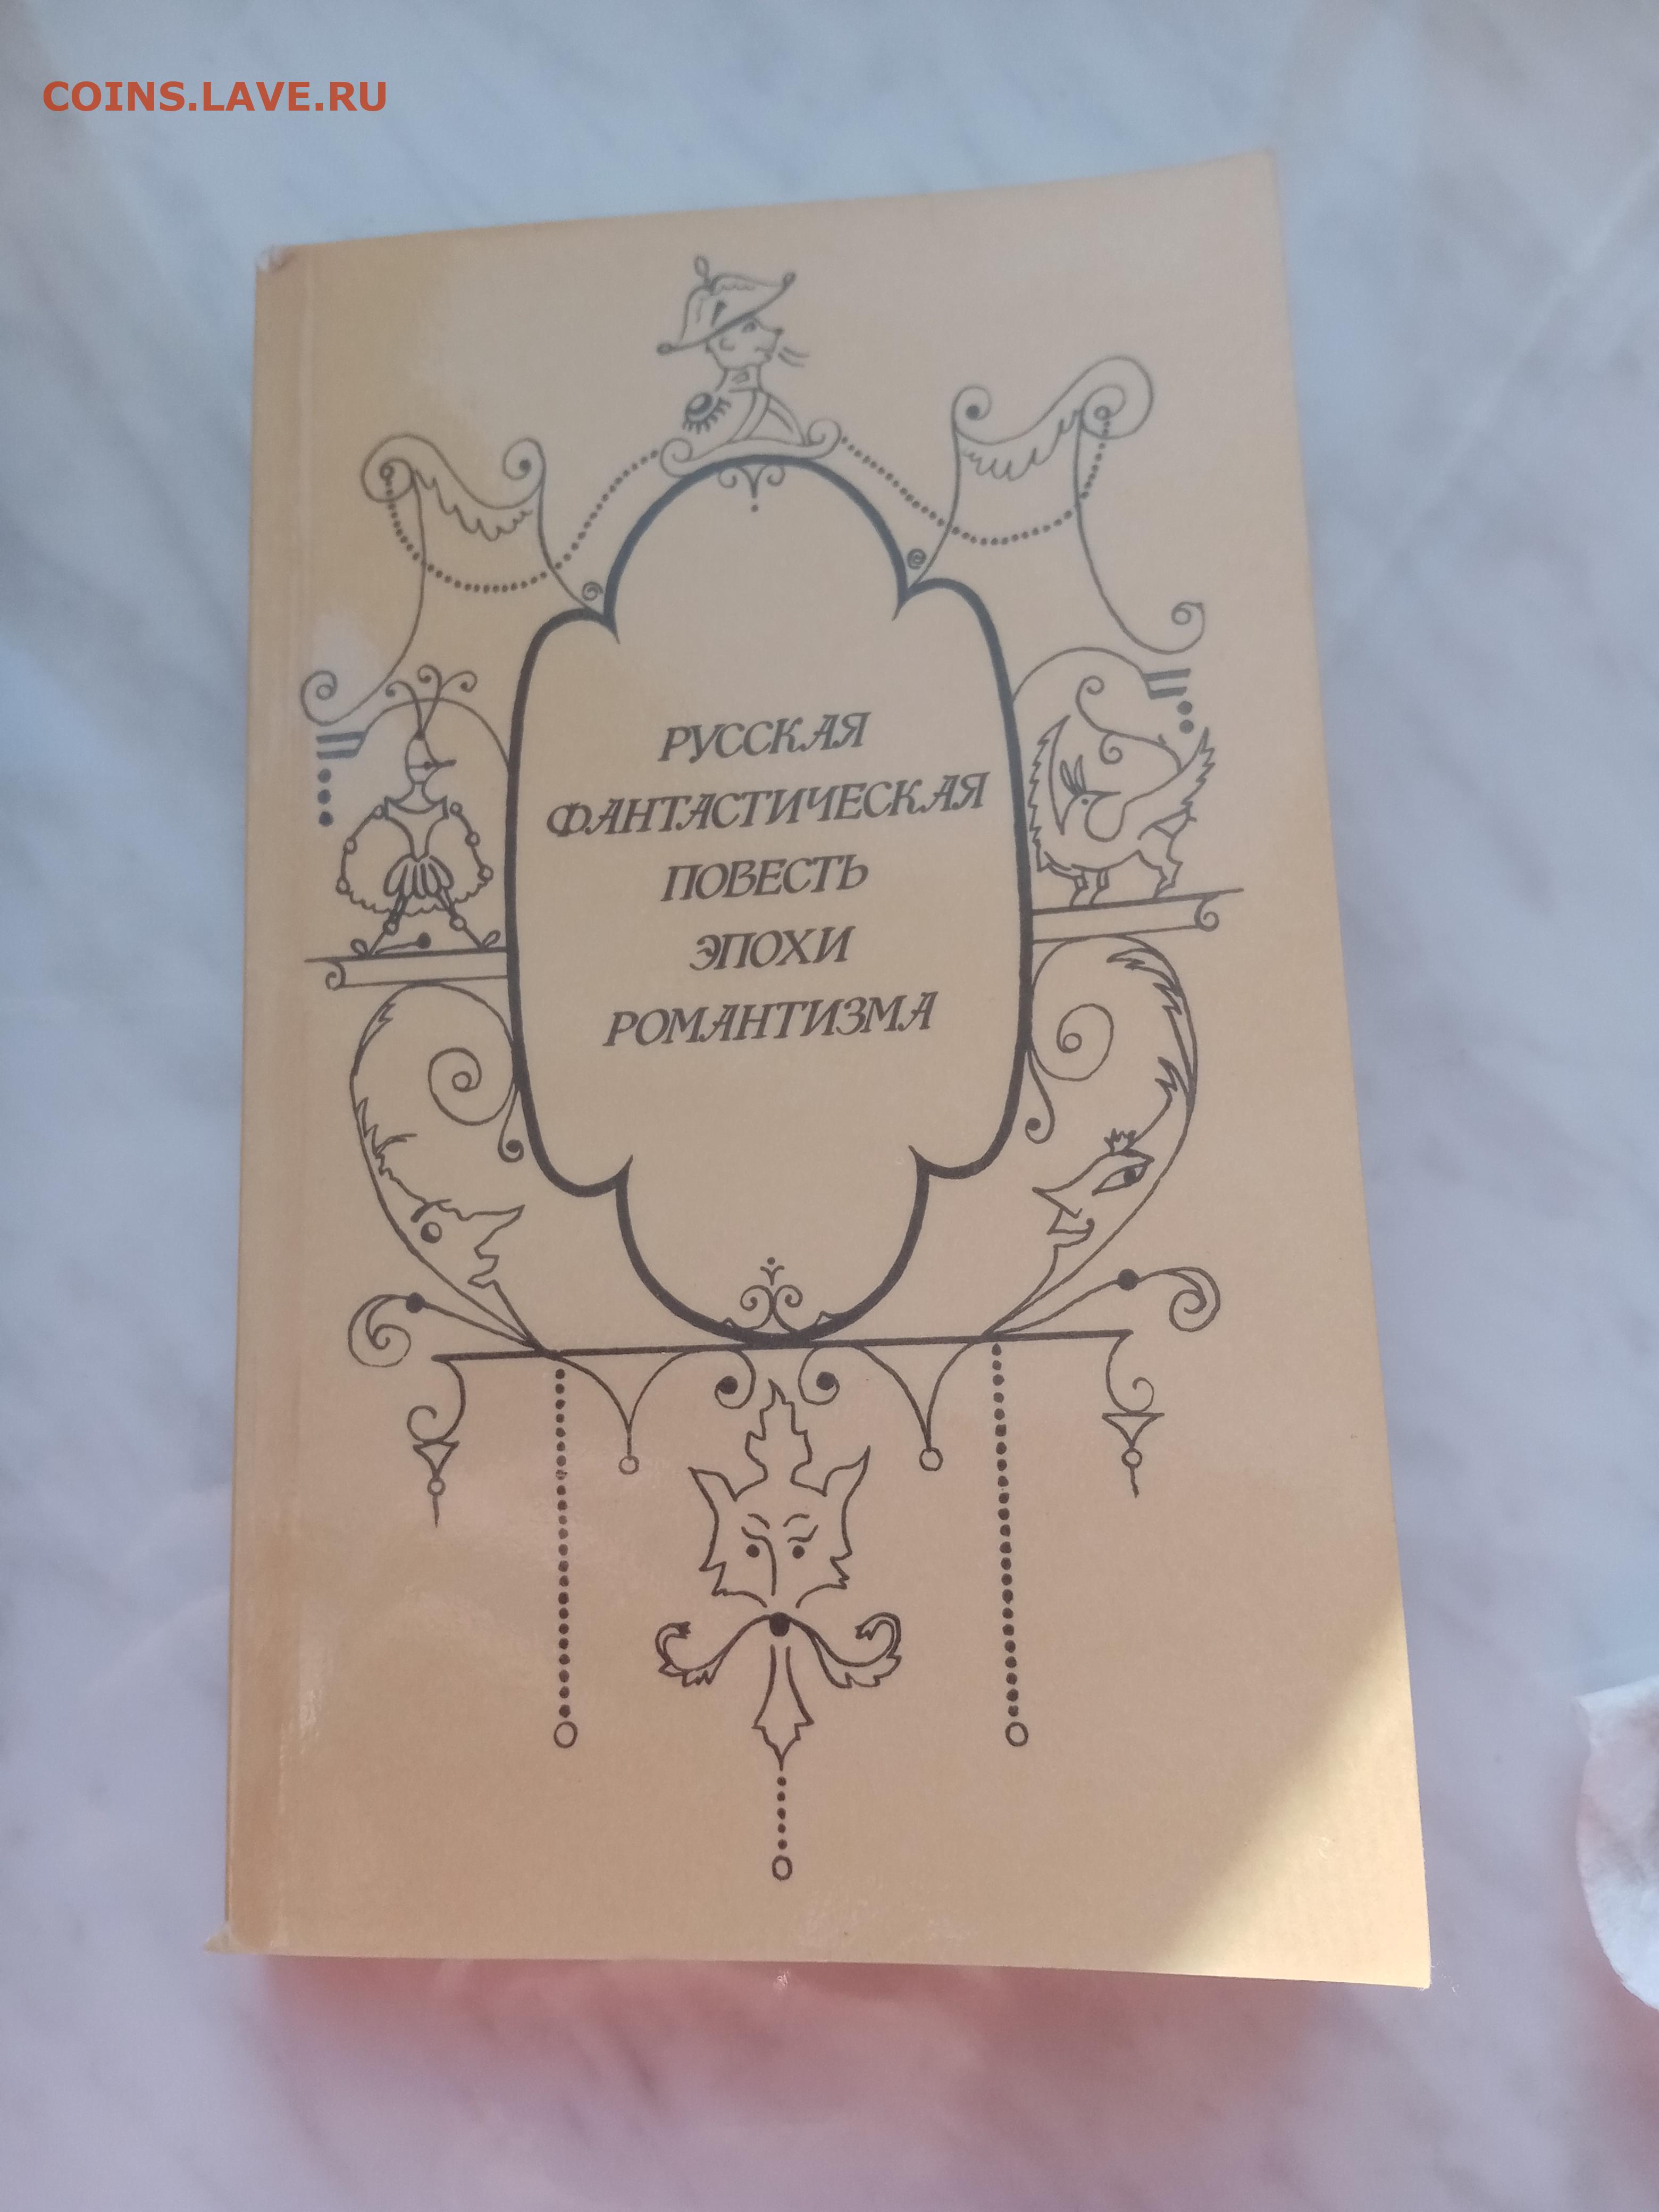 COINS.LAVE.RU
РУССКАЯ
ФАНТАСТИЧЕСКАЯ
ПОВЕСТЬ
ЭПОХИ
РОМАНТИЗМА